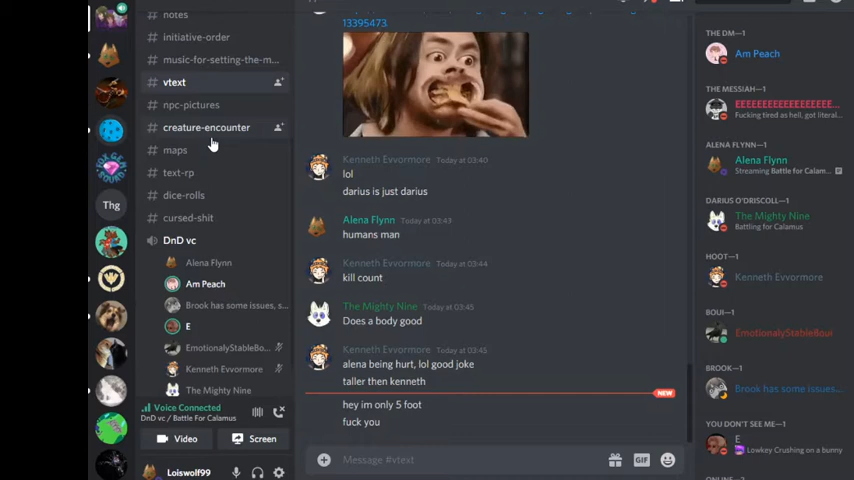 # notes
# initiative-order
# music-for-setting-the-m...
# vtext
# npc-pictures
# creature-encounter
# maps
# text-rp
# dice-rolls
# cursed-shit
DnD vc
Alena Flynn
Am Peach
Brook has some issues, s...
E
EmotionalyStableBo...
Kenneth Evvormore
The Mighty Nine
Voice Connected
DnD vc / Battle For Calamus
Video
Screen
Loiswolf99
Thg
13395473
Kenneth Evvormore Today at 03:40
lol
darius is just darius
Alena Flynn Today at 03:43
humans man
Kenneth Evvormore Today at 03:44
kill count
The Mighty Nine Today at 03:45
Does a body good
Kenneth Evvormore Today at 03:45
alena being hurt, lol good joke
taller then kenneth
NEW
hey im only 5 foot
fuck you
Message #vtext
GIF
THE DM—1
Am Peach
THE MESSIAH—1
Fucking tired as hell, got literal...
ALENA FLYNN—1
Alena Flynn
Streaming Battle for Calam...
DARIUS O'DRISCOLL—1
The Mighty Nine
Battling for Calamus
HOOT—1
Kenneth Evvormore
BOUI—1
EmotionalyStableBoui
BROOK—1
Brook has some issues...
YOU DON'T SEE ME—1
E
Lowkey Crushing on a bunny